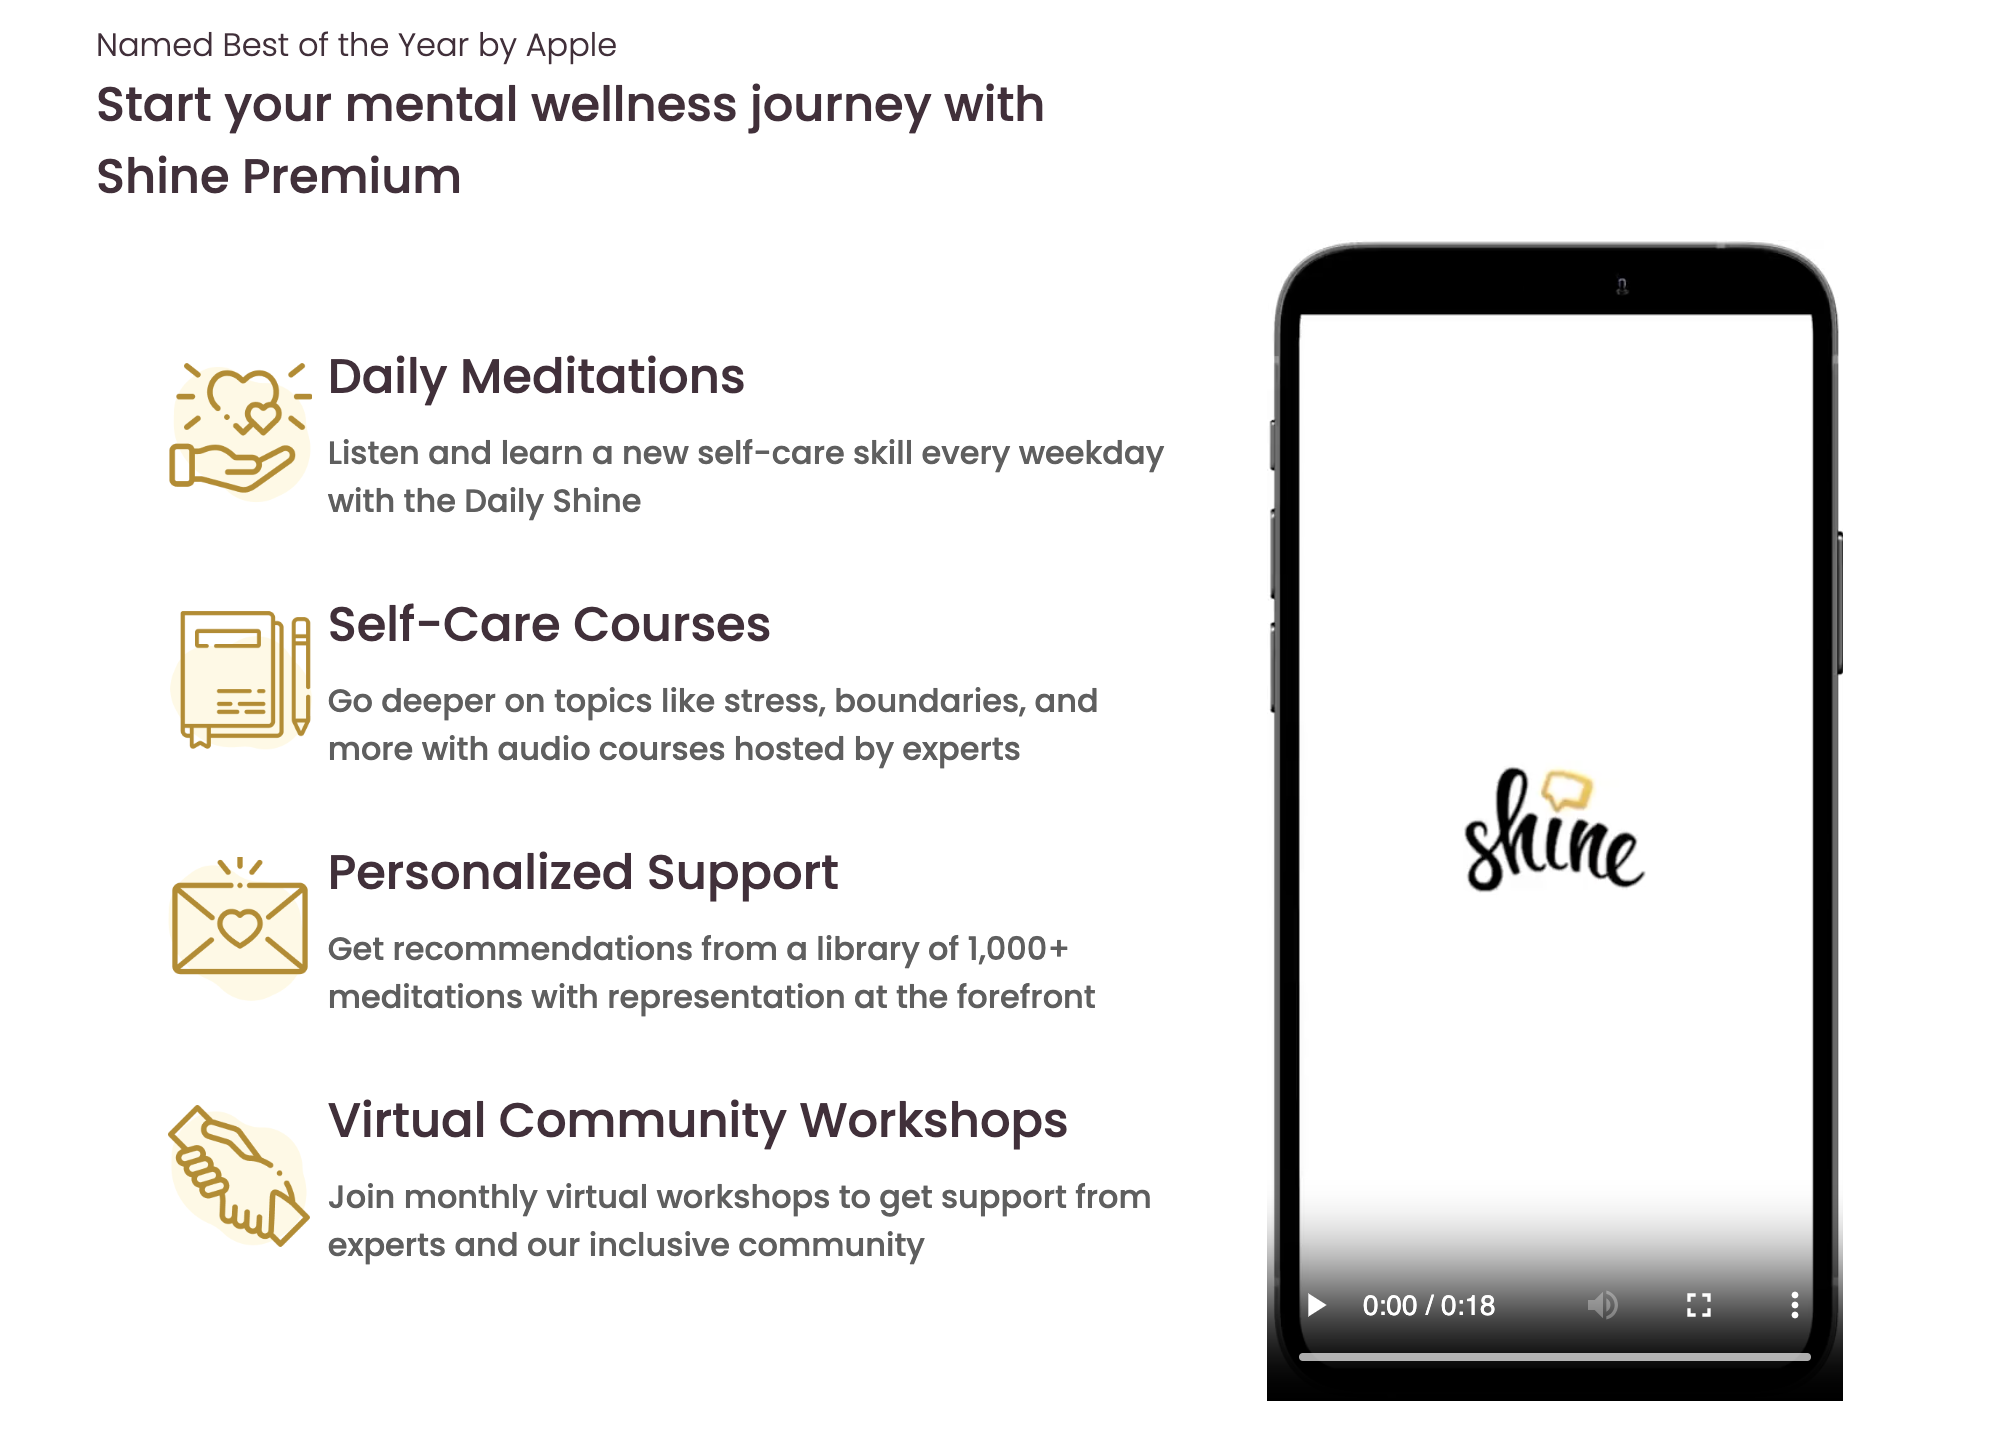 Named Best of the Year by Apple
Start your mental wellness journey with
Shine Premium
Daily Meditations
Listen and learn a new self-care skill every weekday
with the Daily Shine
Self-Care Courses
Go deeper on topics like stress, boundaries, and
more with audio courses hosted by experts
Personalized Support
Get recommendations from a library of 1,000+
meditations with representation at the forefront
Virtual Community Workshops
Join monthly virtual workshops to get support from
experts and our inclusive community
shine
0:00 / 0:18